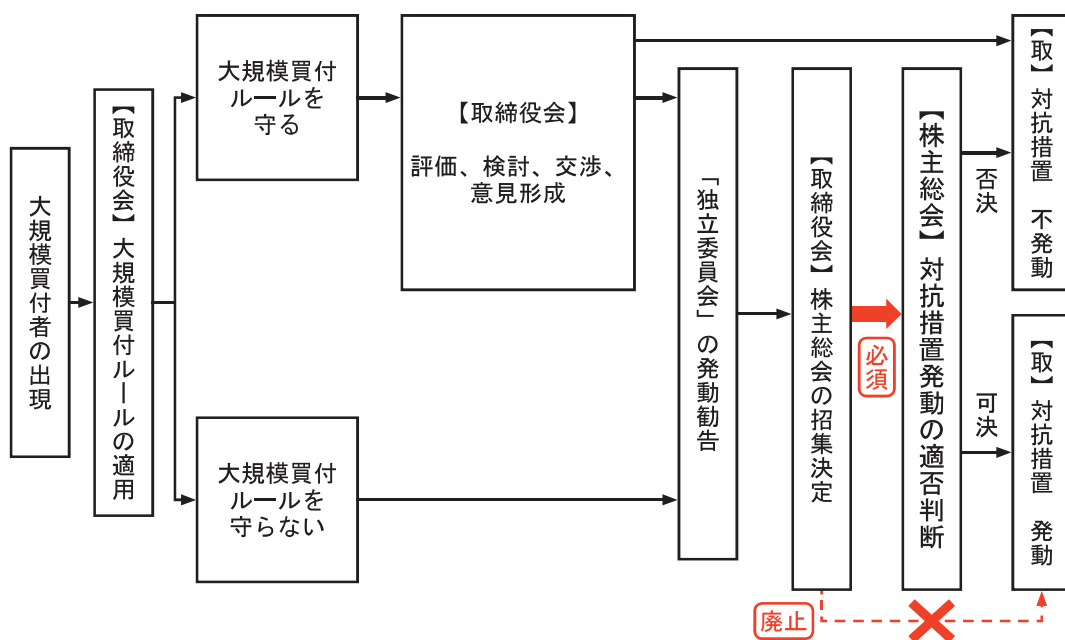 大規模買付者の出現
【取締役会】大規模買付ルールの適用
大規模買付
ルールを
守る
【取締役会】
評価、検討、交渉、
意見形成
大規模買付
ルールを
守らない
「独立委員会」の発動勧告
【取締役会】株主総会の招集決定
必須
【株主総会】対抗措置発動の適否判断
否決
可決
【取】対抗措置 不発動
【取】対抗措置 発動
廃止